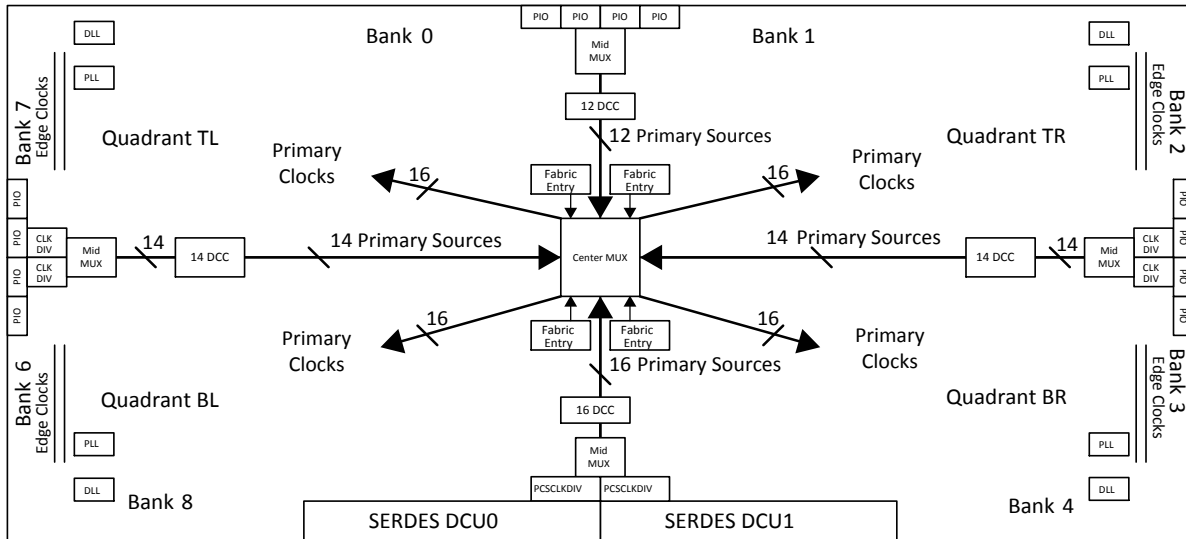 PIO PIO PIO PIO
DLL
Bank 0
Mid
MUX
Bank 1
DLL
PLL
PLL
Bank 7
Edge Clocks
Bank 2
Edge Clocks
12 DCC
Quadrant TL
12 Primary Sources
Quadrant TR
Primary
Clocks
16
Fabric
Entry
Fabric
Entry
16
Primary
Clocks
PIO
PIO
PIO
PIO
CLK
DIV
CLK
DIV
Mid
MUX
14
14 DCC
14 Primary Sources
Center MUX
14 Primary Sources
14 DCC
14
Mid
MUX
CLK
DIV
CLK
DIV
PIO
PIO
PIO
PIO
Primary
Clocks
16
Fabric
Entry
Fabric
Entry
16
Primary
Clocks
16 Primary Sources
Bank 6
Edge Clocks
Quadrant BL
Quadrant BR
Bank 3
Edge Clocks
16 DCC
PLL
PLL
Mid
MUX
DLL
Bank 8
PCSCLKDIV PCSCLKDIV
Bank 4
DLL
SERDES DCU0
SERDES DCU1